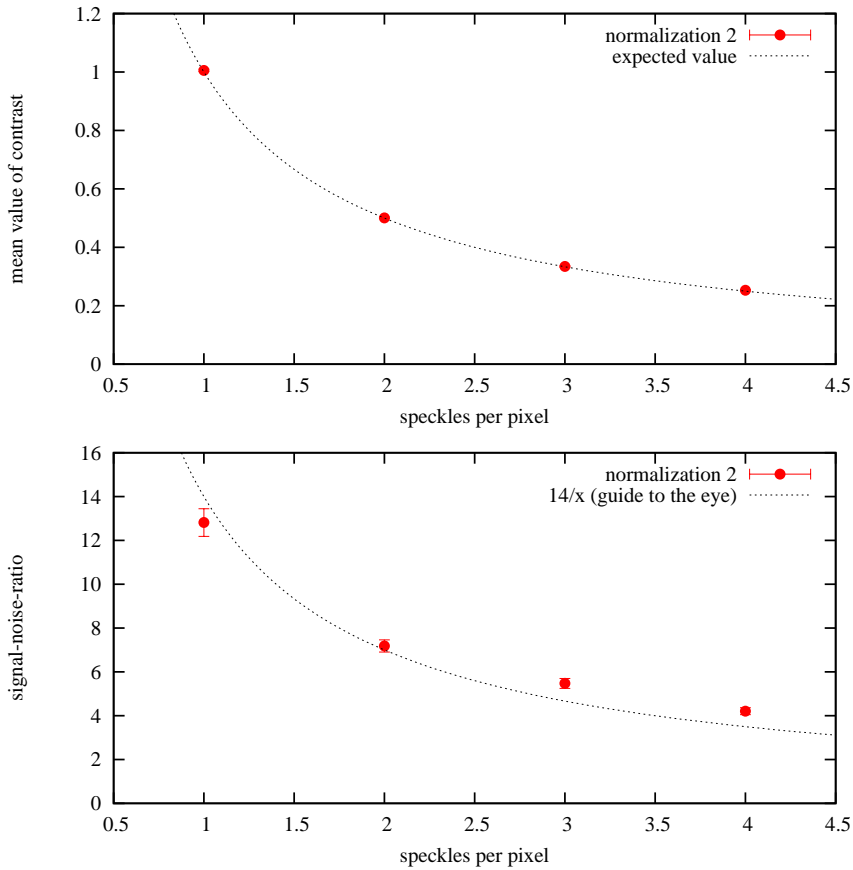 1.2
1
0.8
0.6
0.4
0.2
0
mean value of contrast
normalization 2
expected value
0.5 1 1.5 2 2.5 3 3.5 4 4.5
speckles per pixel
16
14
12
10
8
6
4
2
0
signal-noise-ratio
normalization 2
14/x (guide to the eye)
0.5 1 1.5 2 2.5 3 3.5 4 4.5
speckles per pixel